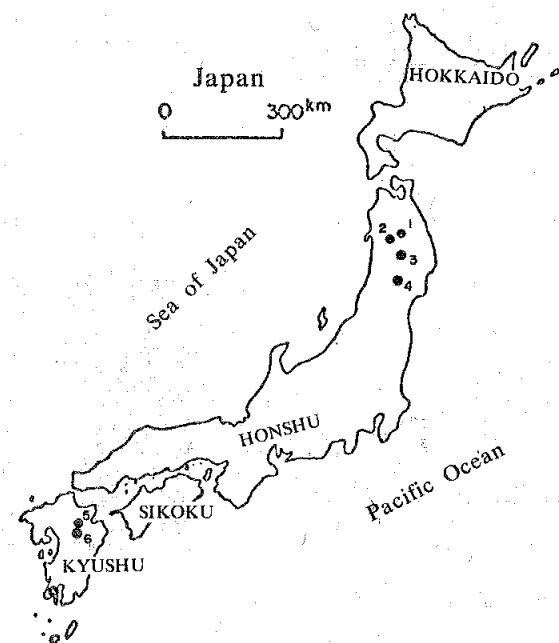 HOKKAIDO
Japan
0 300km
1
2
3
4
Sea of Japan
HONSHU
Pacific Ocean
SIKOKU
5
6
KYUSHU